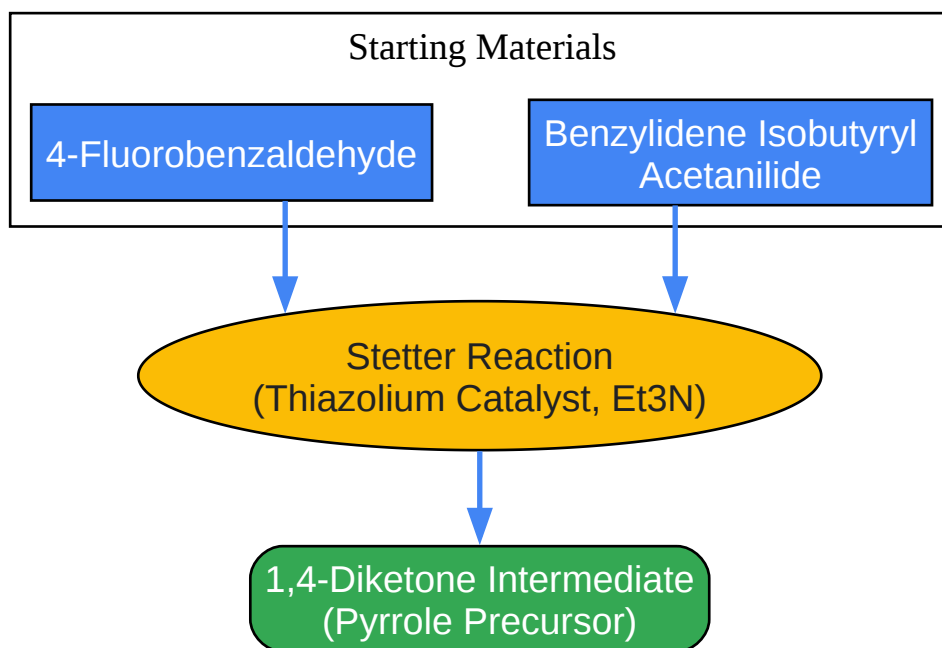 Starting Materials
4-Fluorobenzaldehyde
Benzylidene Isobutyryl
Acetanilide
Stetter Reaction
(Thiazolium Catalyst, Et3N)
1,4-Diketone Intermediate
(Pyrrole Precursor)